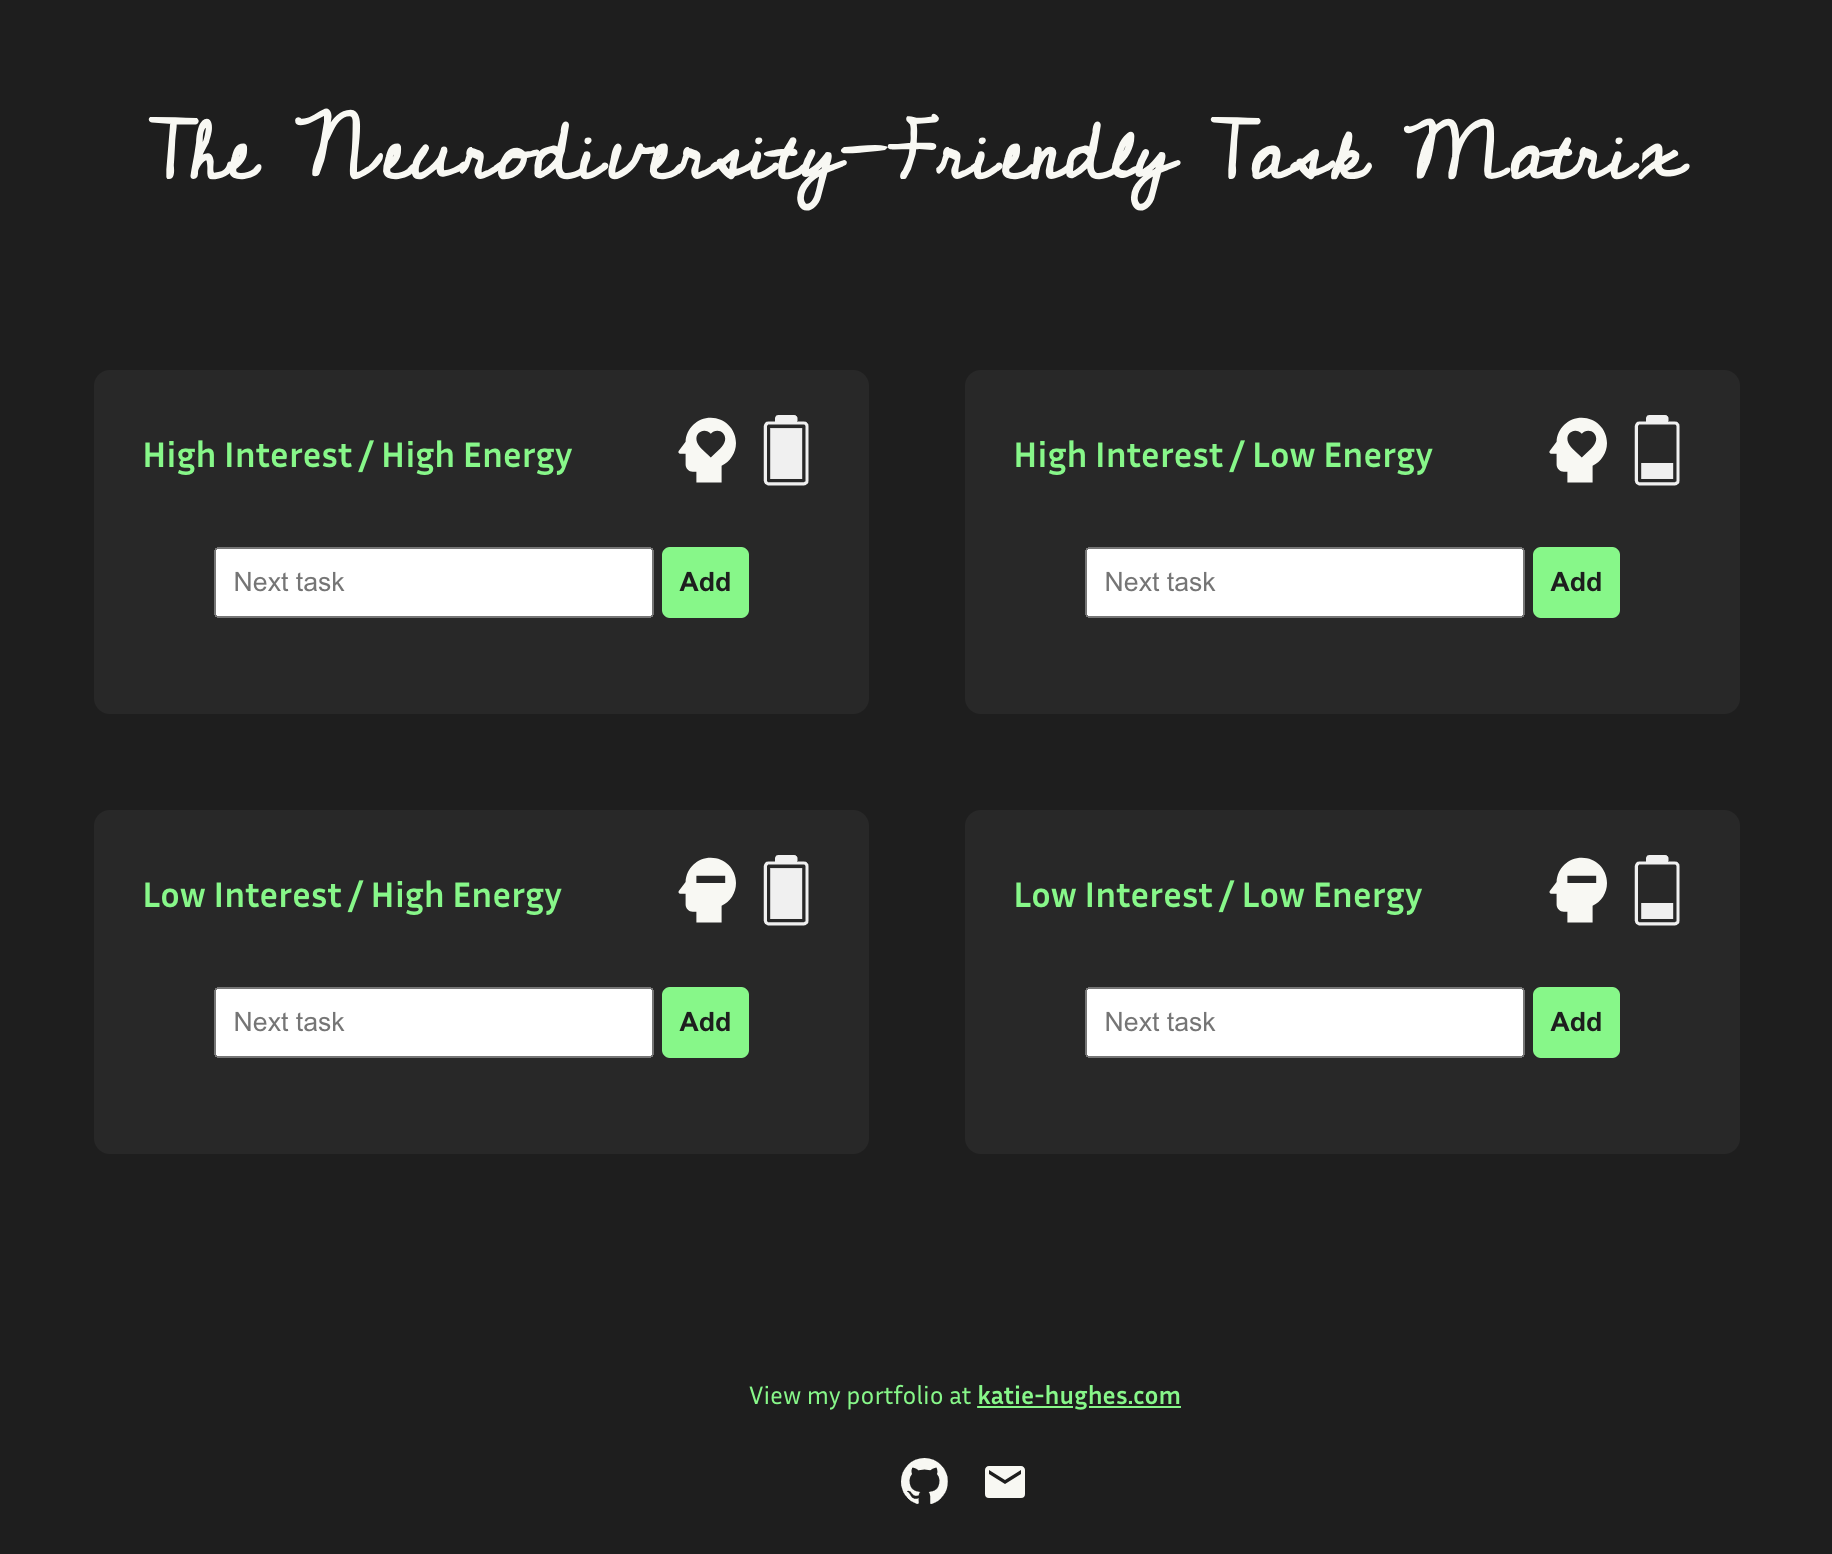 The Neurodiversity-Friendly Task Matrix
High Interest / High Energy
Next task
Add
High Interest / Low Energy
Next task
Add
Low Interest / High Energy
Next task
Add
Low Interest / Low Energy
Next task
Add
View my portfolio at katie-hughes.com